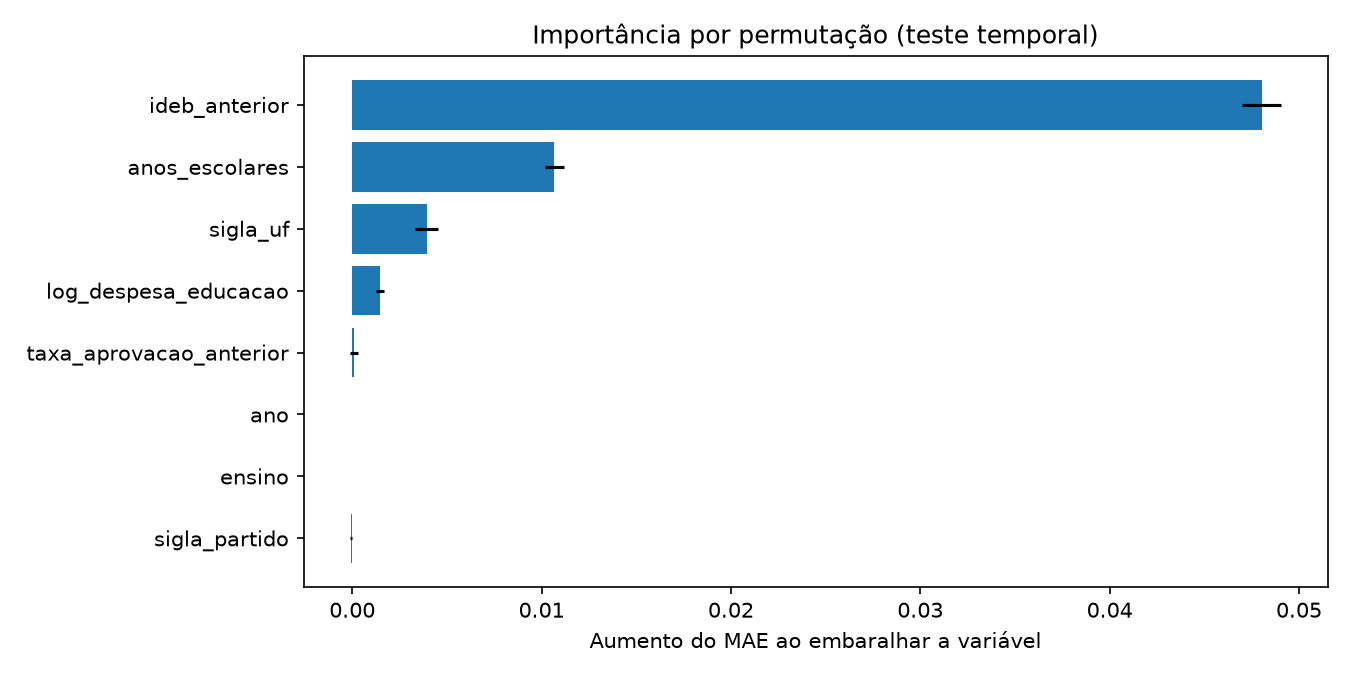 Importância por permutação (teste temporal)
ideb_anterior
anos_escolares
sigla_uf
log_despesa_educacao
taxa_aprovacao_anterior
ano
ensino
sigla_partido
0.00 0.01 0.02 0.03 0.04 0.05
Aumento do MAE ao embaralhar a variável